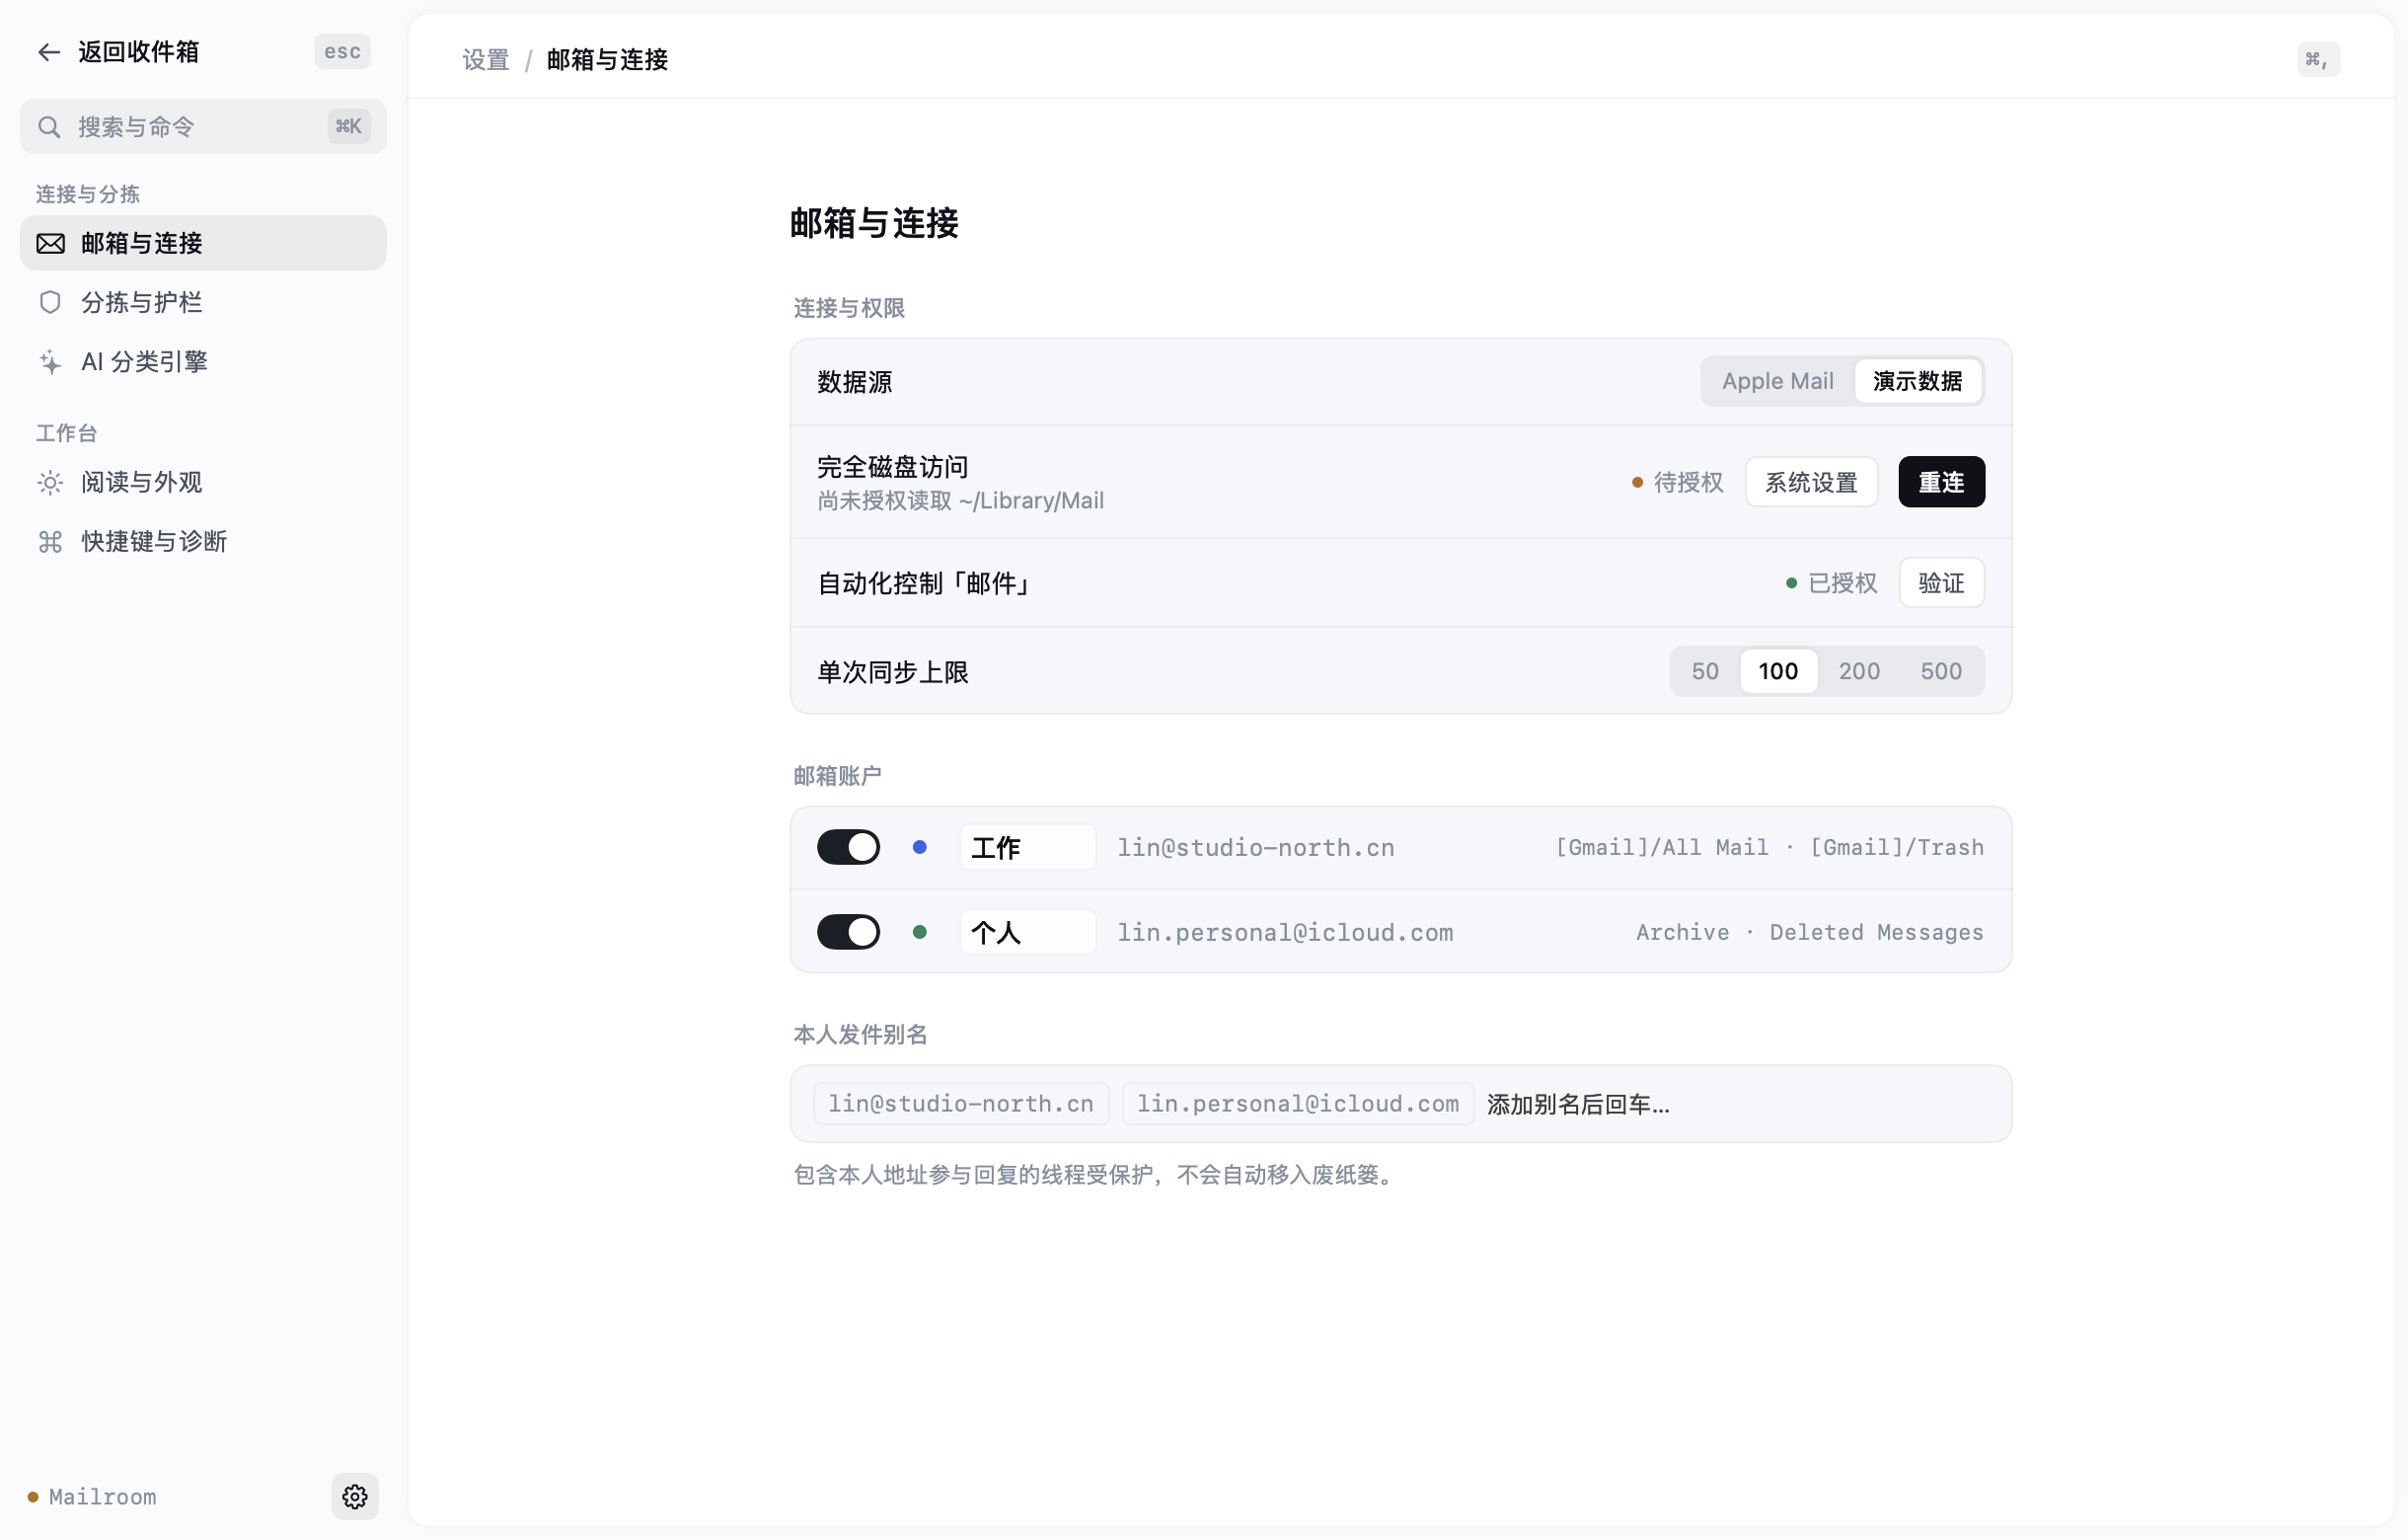 返回收件箱 esc
搜索与命令 ⌘K
连接与分拣
邮箱与连接
分拣与护栏
AI 分类引擎
工作台
阅读与外观
快捷键与诊断
Mailroom
设置 / 邮箱与连接 ⌘,
邮箱与连接
连接与权限
数据源 Apple Mail 演示数据
完全磁盘访问
尚未授权读取 ~/Library/Mail
待授权 系统设置 重连
自动化控制「邮件」 已授权 验证
单次同步上限 50 100 200 500
邮箱账户
工作 lin@studio-north.cn [Gmail]/All Mail · [Gmail]/Trash
个人 lin.personal@icloud.com Archive · Deleted Messages
本人发件别名
lin@studio-north.cn lin.personal@icloud.com 添加别名后回车…
包含本人地址参与回复的线程受保护，不会自动移入废纸篓。